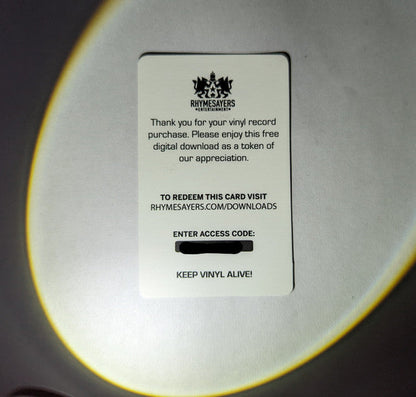 RHYMESAYERS
ENTERTAINMENT
Thank you for your vinyl record
purchase. Please enjoy this free
digital download as a token of
our appreciation.
TO REDEEM THIS CARD VISIT
RHYMESAYERS.COM/DOWNLOADS
ENTER ACCESS CODE:
KEEP VINYL ALIVE!